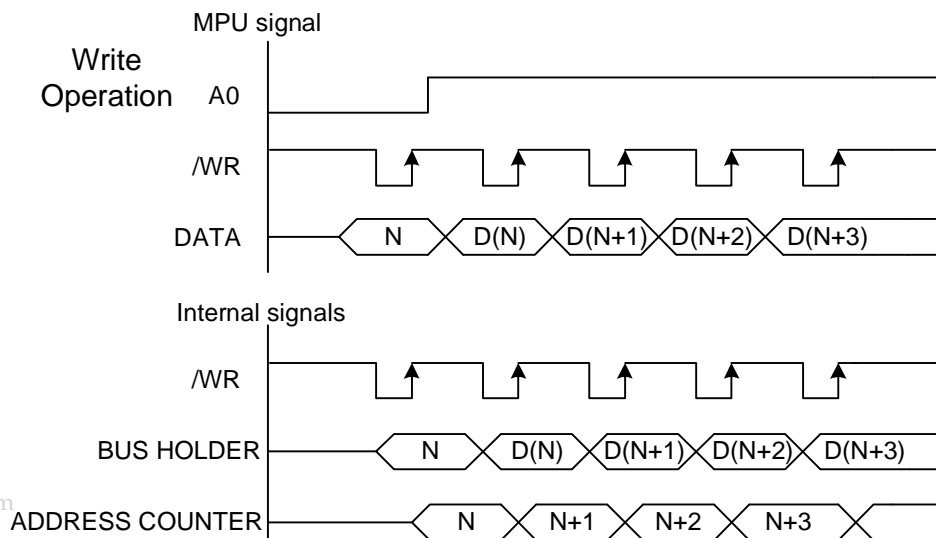 MPU signal
Write
Operation
A0
/WR
DATA N D(N) D(N+1) D(N+2) D(N+3)
Internal signals
/WR
BUS HOLDER N D(N) D(N+1) D(N+2) D(N+3)
m
ADDRESS COUNTER N N+1 N+2 N+3